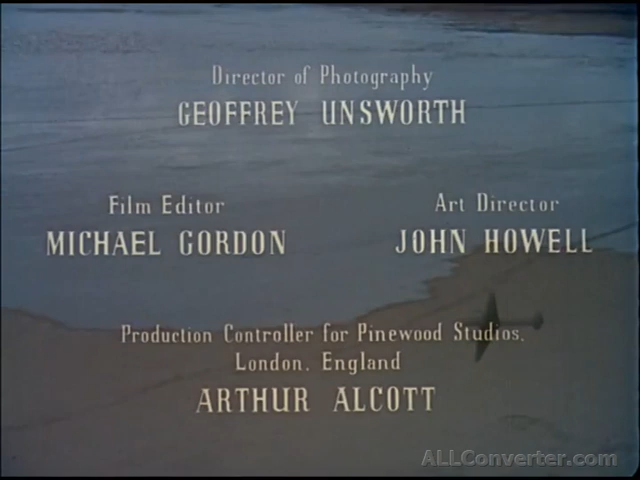 Director of Photography
GEOFFREY UNSWORTH
Film Editor
MICHAEL GORDON
Art Director
JOHN HOWELL
Production Controller for Pinewood Studios,
London, England
ARTHUR ALCOTT
ALLConverter.com